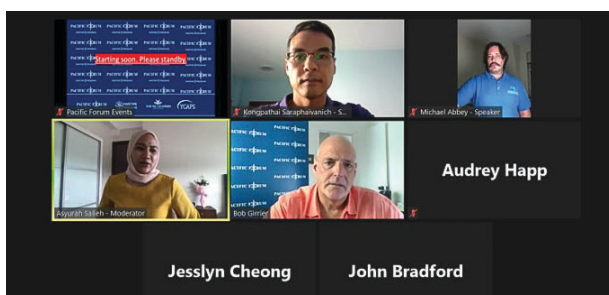 Starting soon. Please standby
Pacific Forum Events
Kongpathai Saraphaivanich - S...
Michael Abbey - Speaker
Asyurah Salleh - Moderator
Bob Girrier
Audrey Happ
Jesslyn Cheong
John Bradford